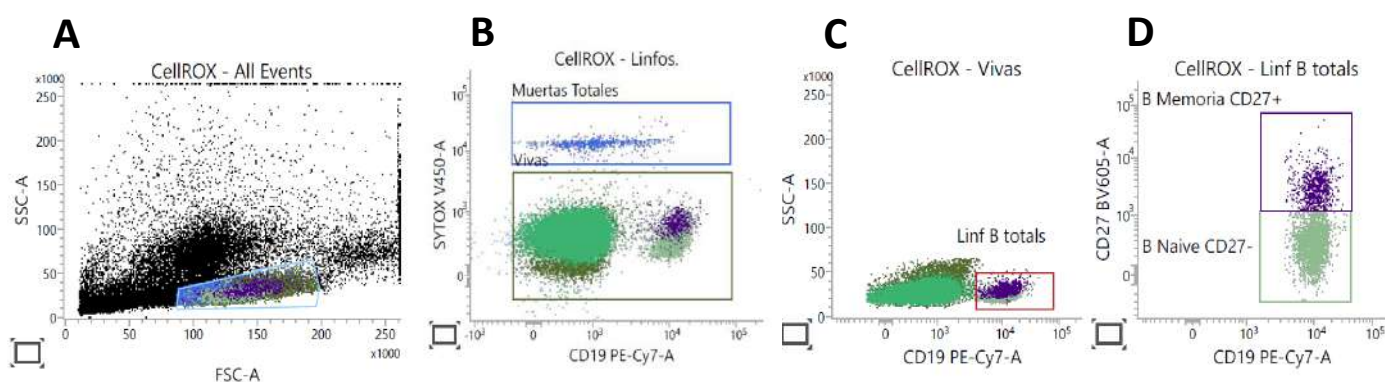 A
CellROX - All Events
x1000
250
200
150
100
50
0
SSC-A
0 50 100 150 200 250
x1000
FSC-A
B
CellROX - Linfos.
Muertas Totales
Vivas
10^5
10^4
10^3
0
SYTOX V450-A
-10^2 0 10^3 10^4 10^5
CD19 PE-Cy7-A
C
CellROX - Vivas
x1000
250
200
150
100
50
0
SSC-A
Linf B totals
0 10^3 10^4 10^5
CD19 PE-Cy7-A
D
CellROX - Linf B totals
B Memoria CD27+
B Naive CD27-
10^5
10^4
10^3
0
CD27 BV605-A
0 10^3 10^4 10^5
CD19 PE-Cy7-A